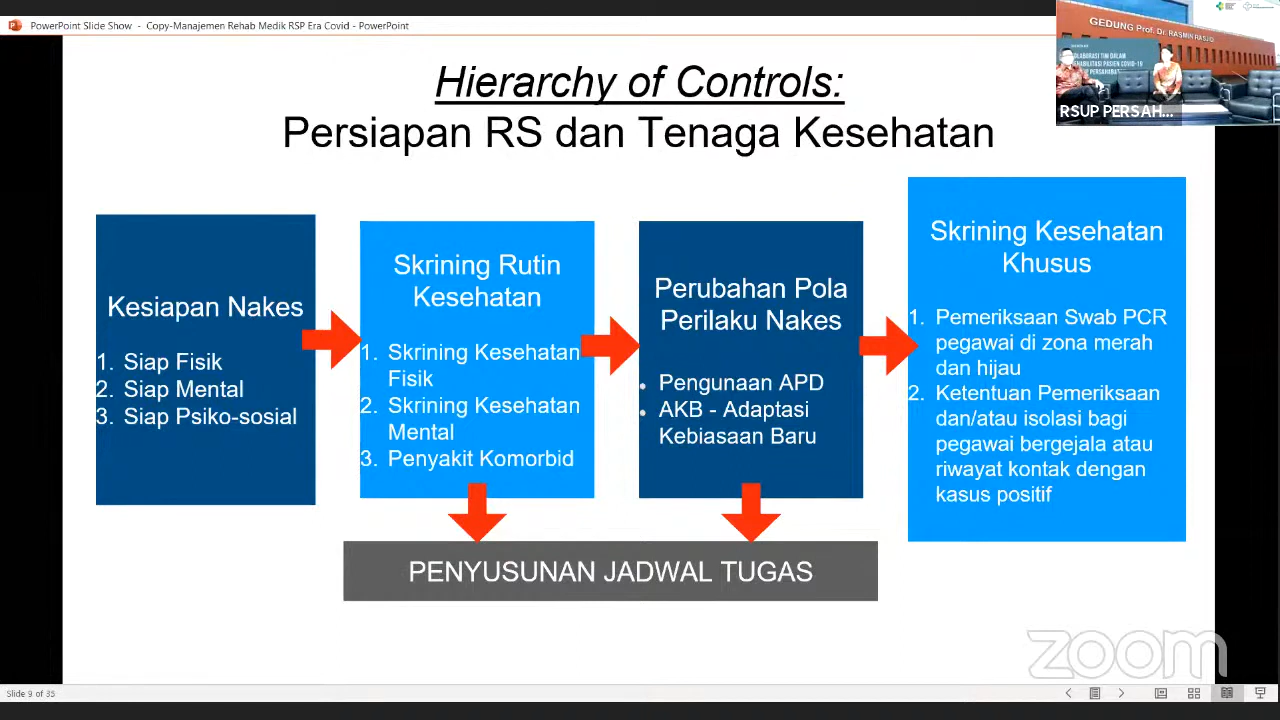 PowerPoint Slide Show - Copy-Manajemen Rehab Medik RSP Era Covid - PowerPoint
GEDUNG Prof. Dr. RASMIN RASJID
RSUP PERSAH...
Hierarchy of Controls:
Persiapan RS dan Tenaga Kesehatan
Kesiapan Nakes
1. Siap Fisik
2. Siap Mental
3. Siap Psiko-sosial
Skrining Rutin
Kesehatan
1. Skrining Kesehatan
Fisik
2. Skrining Kesehatan
Mental
3. Penyakit Komorbid
Perubahan Pola
Perilaku Nakes
• Pengunaan APD
• AKB - Adaptasi
Kebiasaan Baru
Skrining Kesehatan
Khusus
1. Pemeriksaan Swab PCR
pegawai di zona merah
dan hijau
2. Ketentuan Pemeriksaan
dan/atau isolasi bagi
pegawai bergejala atau
riwayat kontak dengan
kasus positif
PENYUSUNAN JADWAL TUGAS
zoom
Slide 9 of 35